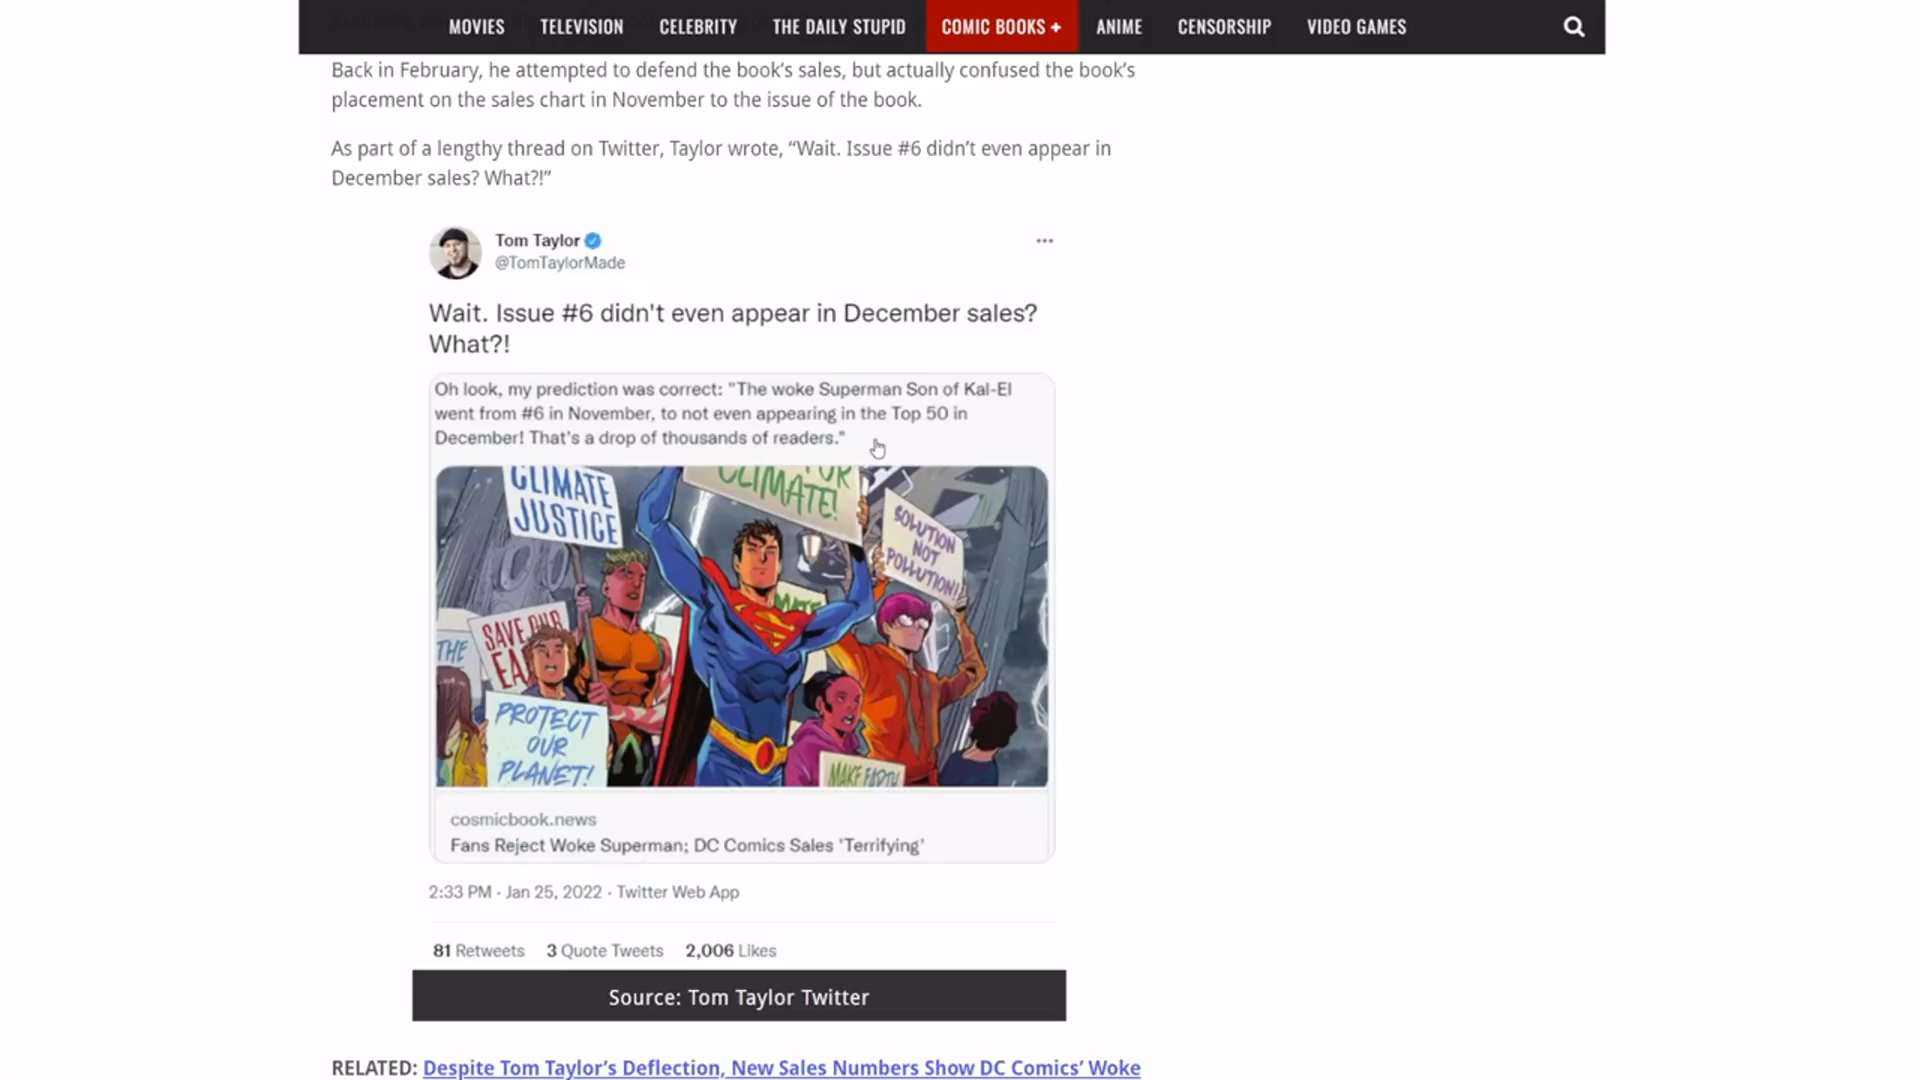 MOVIES TELEVISION CELEBRITY THE DAILY STUPID COMIC BOOKS + ANIME CENSORSHIP VIDEO GAMES
Back in February, he attempted to defend the book’s sales, but actually confused the book’s
placement on the sales chart in November to the issue of the book.
As part of a lengthy thread on Twitter, Taylor wrote, “Wait. Issue #6 didn’t even appear in
December sales? What?!”
Tom Taylor
@TomTaylorMade
Wait. Issue #6 didn't even appear in December sales?
What?!
Oh look, my prediction was correct: "The woke Superman Son of Kal-El
went from #6 in November, to not even appearing in the Top 50 in
December! That's a drop of thousands of readers."
CLIMATE
JUSTICE
CLIMATE!
SOLUTION
NOT
POLLUTION!
THE
SAVE OUR
EA
PROTECT
OUR
PLANET!
MAKE EARTH
cosmicbook.news
Fans Reject Woke Superman; DC Comics Sales 'Terrifying'
2:33 PM · Jan 25, 2022 · Twitter Web App
81 Retweets 3 Quote Tweets 2,006 Likes
Source: Tom Taylor Twitter
RELATED: Despite Tom Taylor’s Deflection, New Sales Numbers Show DC Comics’ Woke